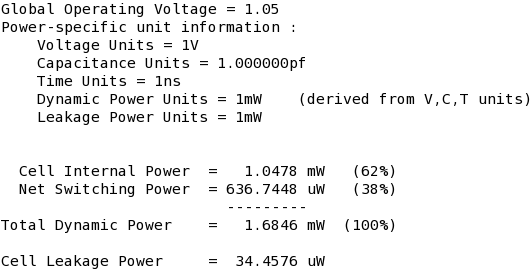 Global Operating Voltage = 1.05
Power-specific unit information :
    Voltage Units = 1V
    Capacitance Units = 1.000000pf
    Time Units = 1ns
    Dynamic Power Units = 1mW    (derived from V,C,T units)
    Leakage Power Units = 1mW


  Cell Internal Power  =   1.0478 mW   (62%)
  Net Switching Power  = 636.7448 uW   (38%)
                         ---------
Total Dynamic Power    =   1.6846 mW  (100%)

Cell Leakage Power     =  34.4576 uW